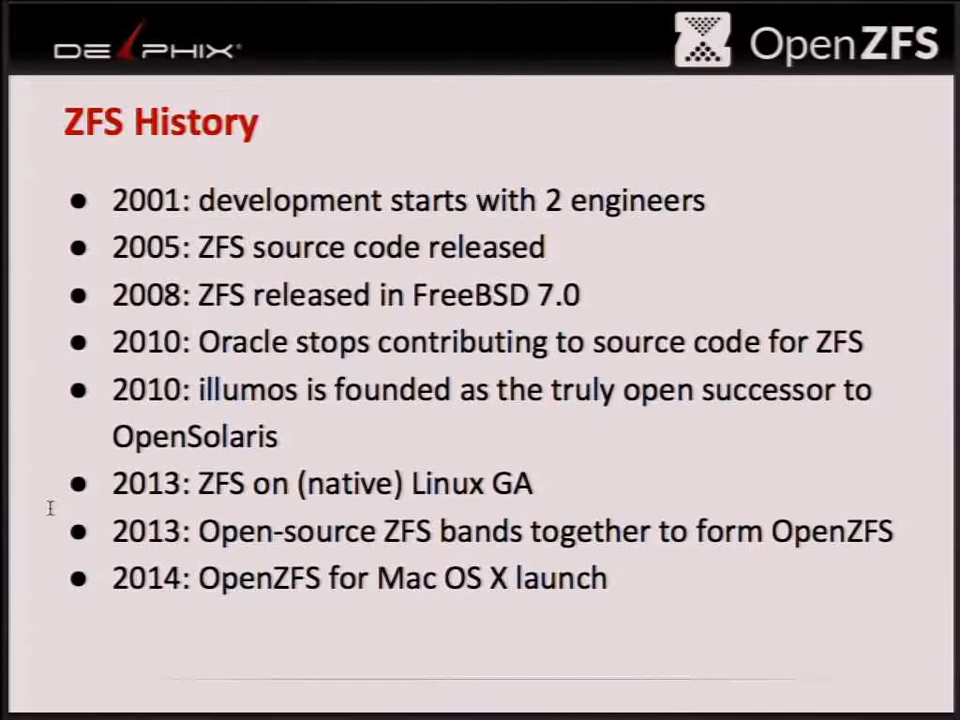 DELPHIX
OpenZFS
ZFS History
● 2001: development starts with 2 engineers
● 2005: ZFS source code released
● 2008: ZFS released in FreeBSD 7.0
● 2010: Oracle stops contributing to source code for ZFS
● 2010: illumos is founded as the truly open successor to
OpenSolaris
● 2013: ZFS on (native) Linux GA
● 2013: Open-source ZFS bands together to form OpenZFS
● 2014: OpenZFS for Mac OS X launch